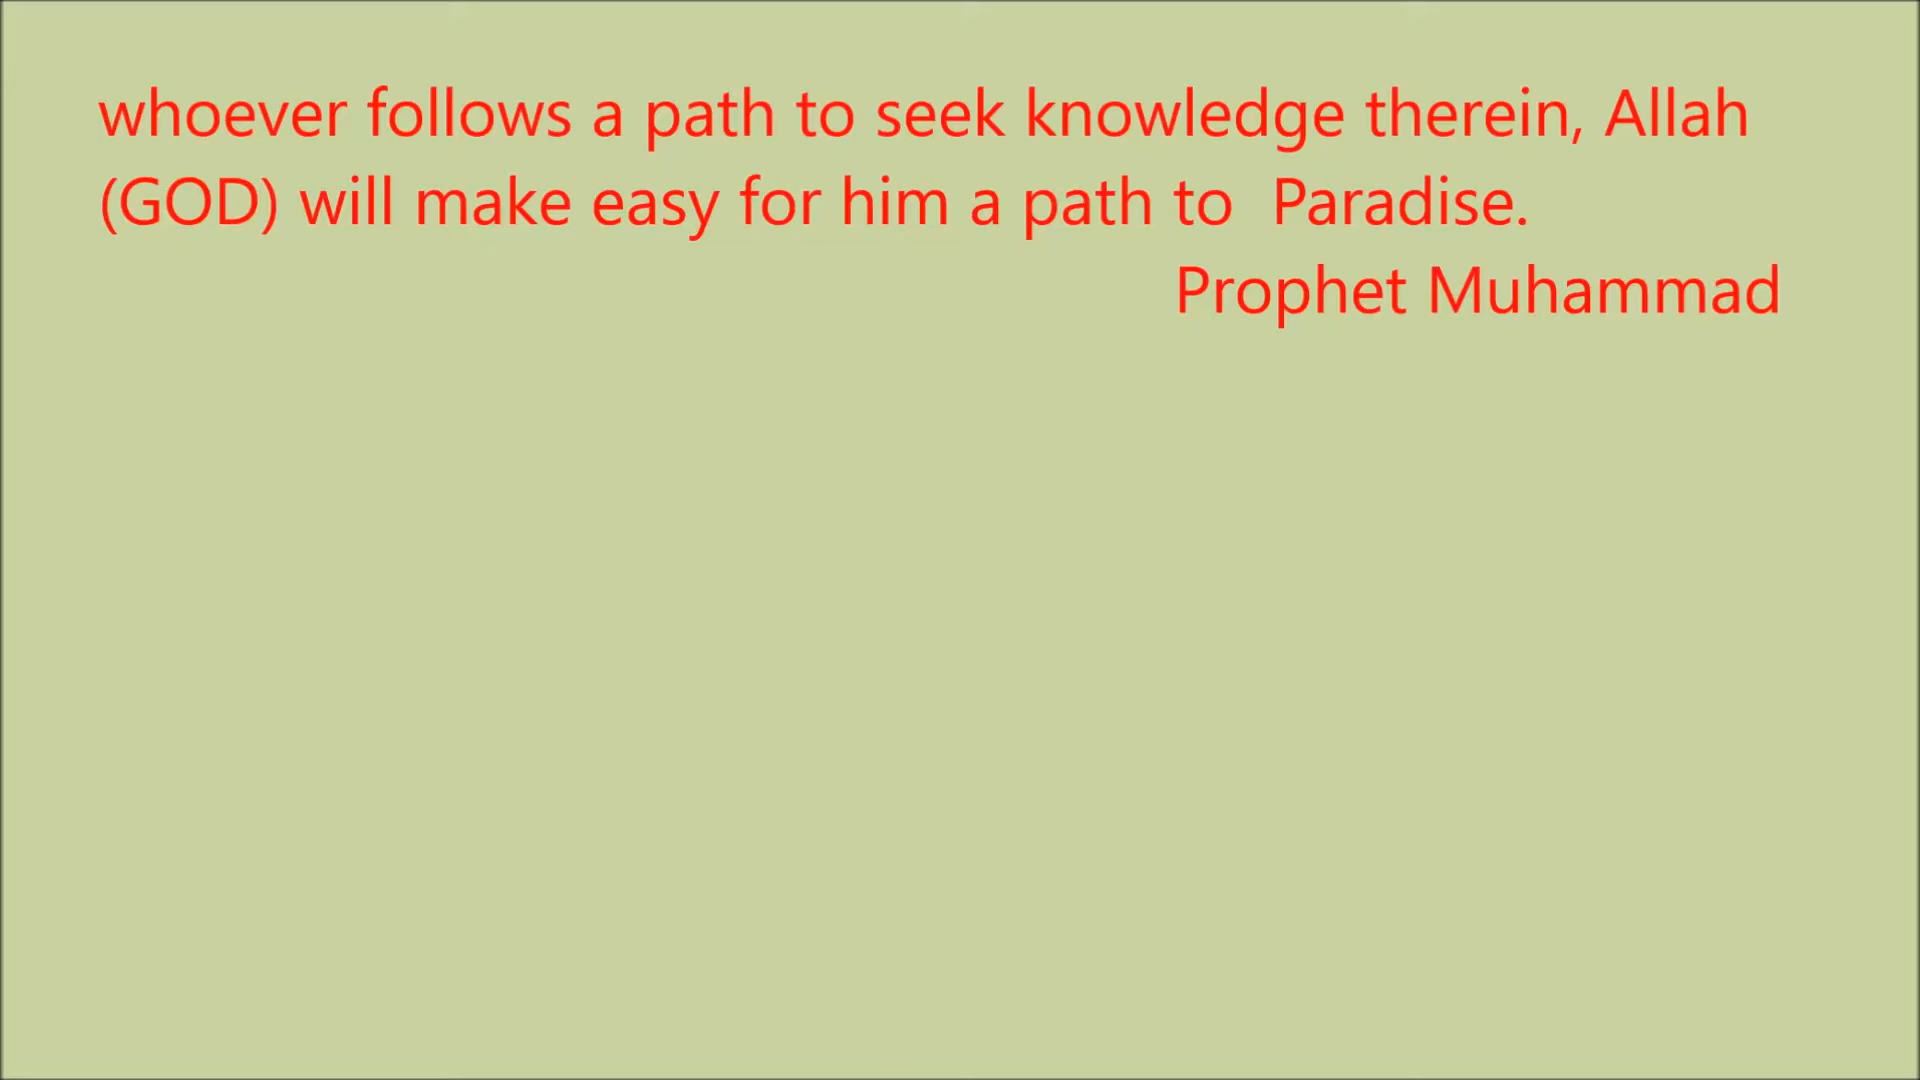 whoever follows a path to seek knowledge therein, Allah
(GOD) will make easy for him a path to  Paradise.
Prophet Muhammad